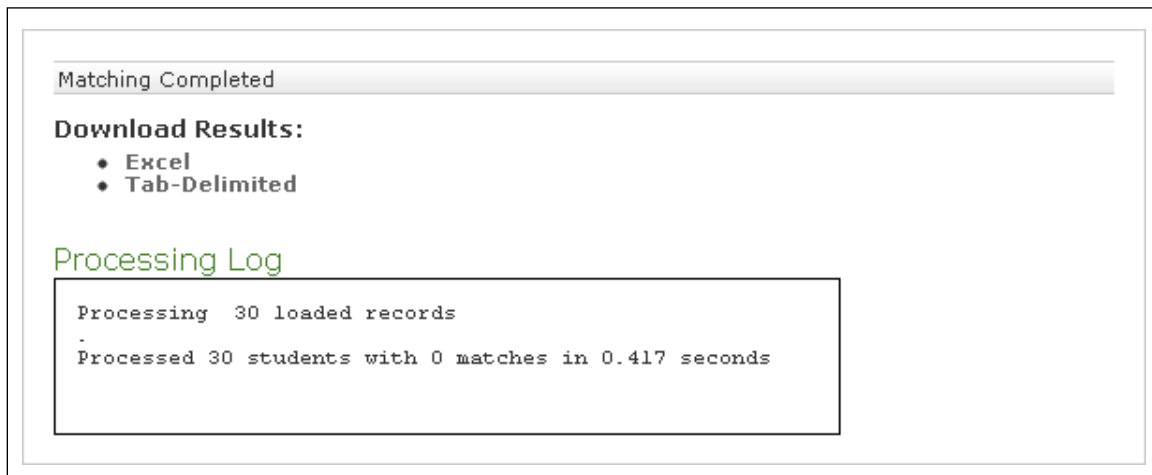 Matching Completed
Download Results:
• Excel
• Tab-Delimited
Processing Log
Processing  30 loaded records
.
Processed 30 students with 0 matches in 0.417 seconds